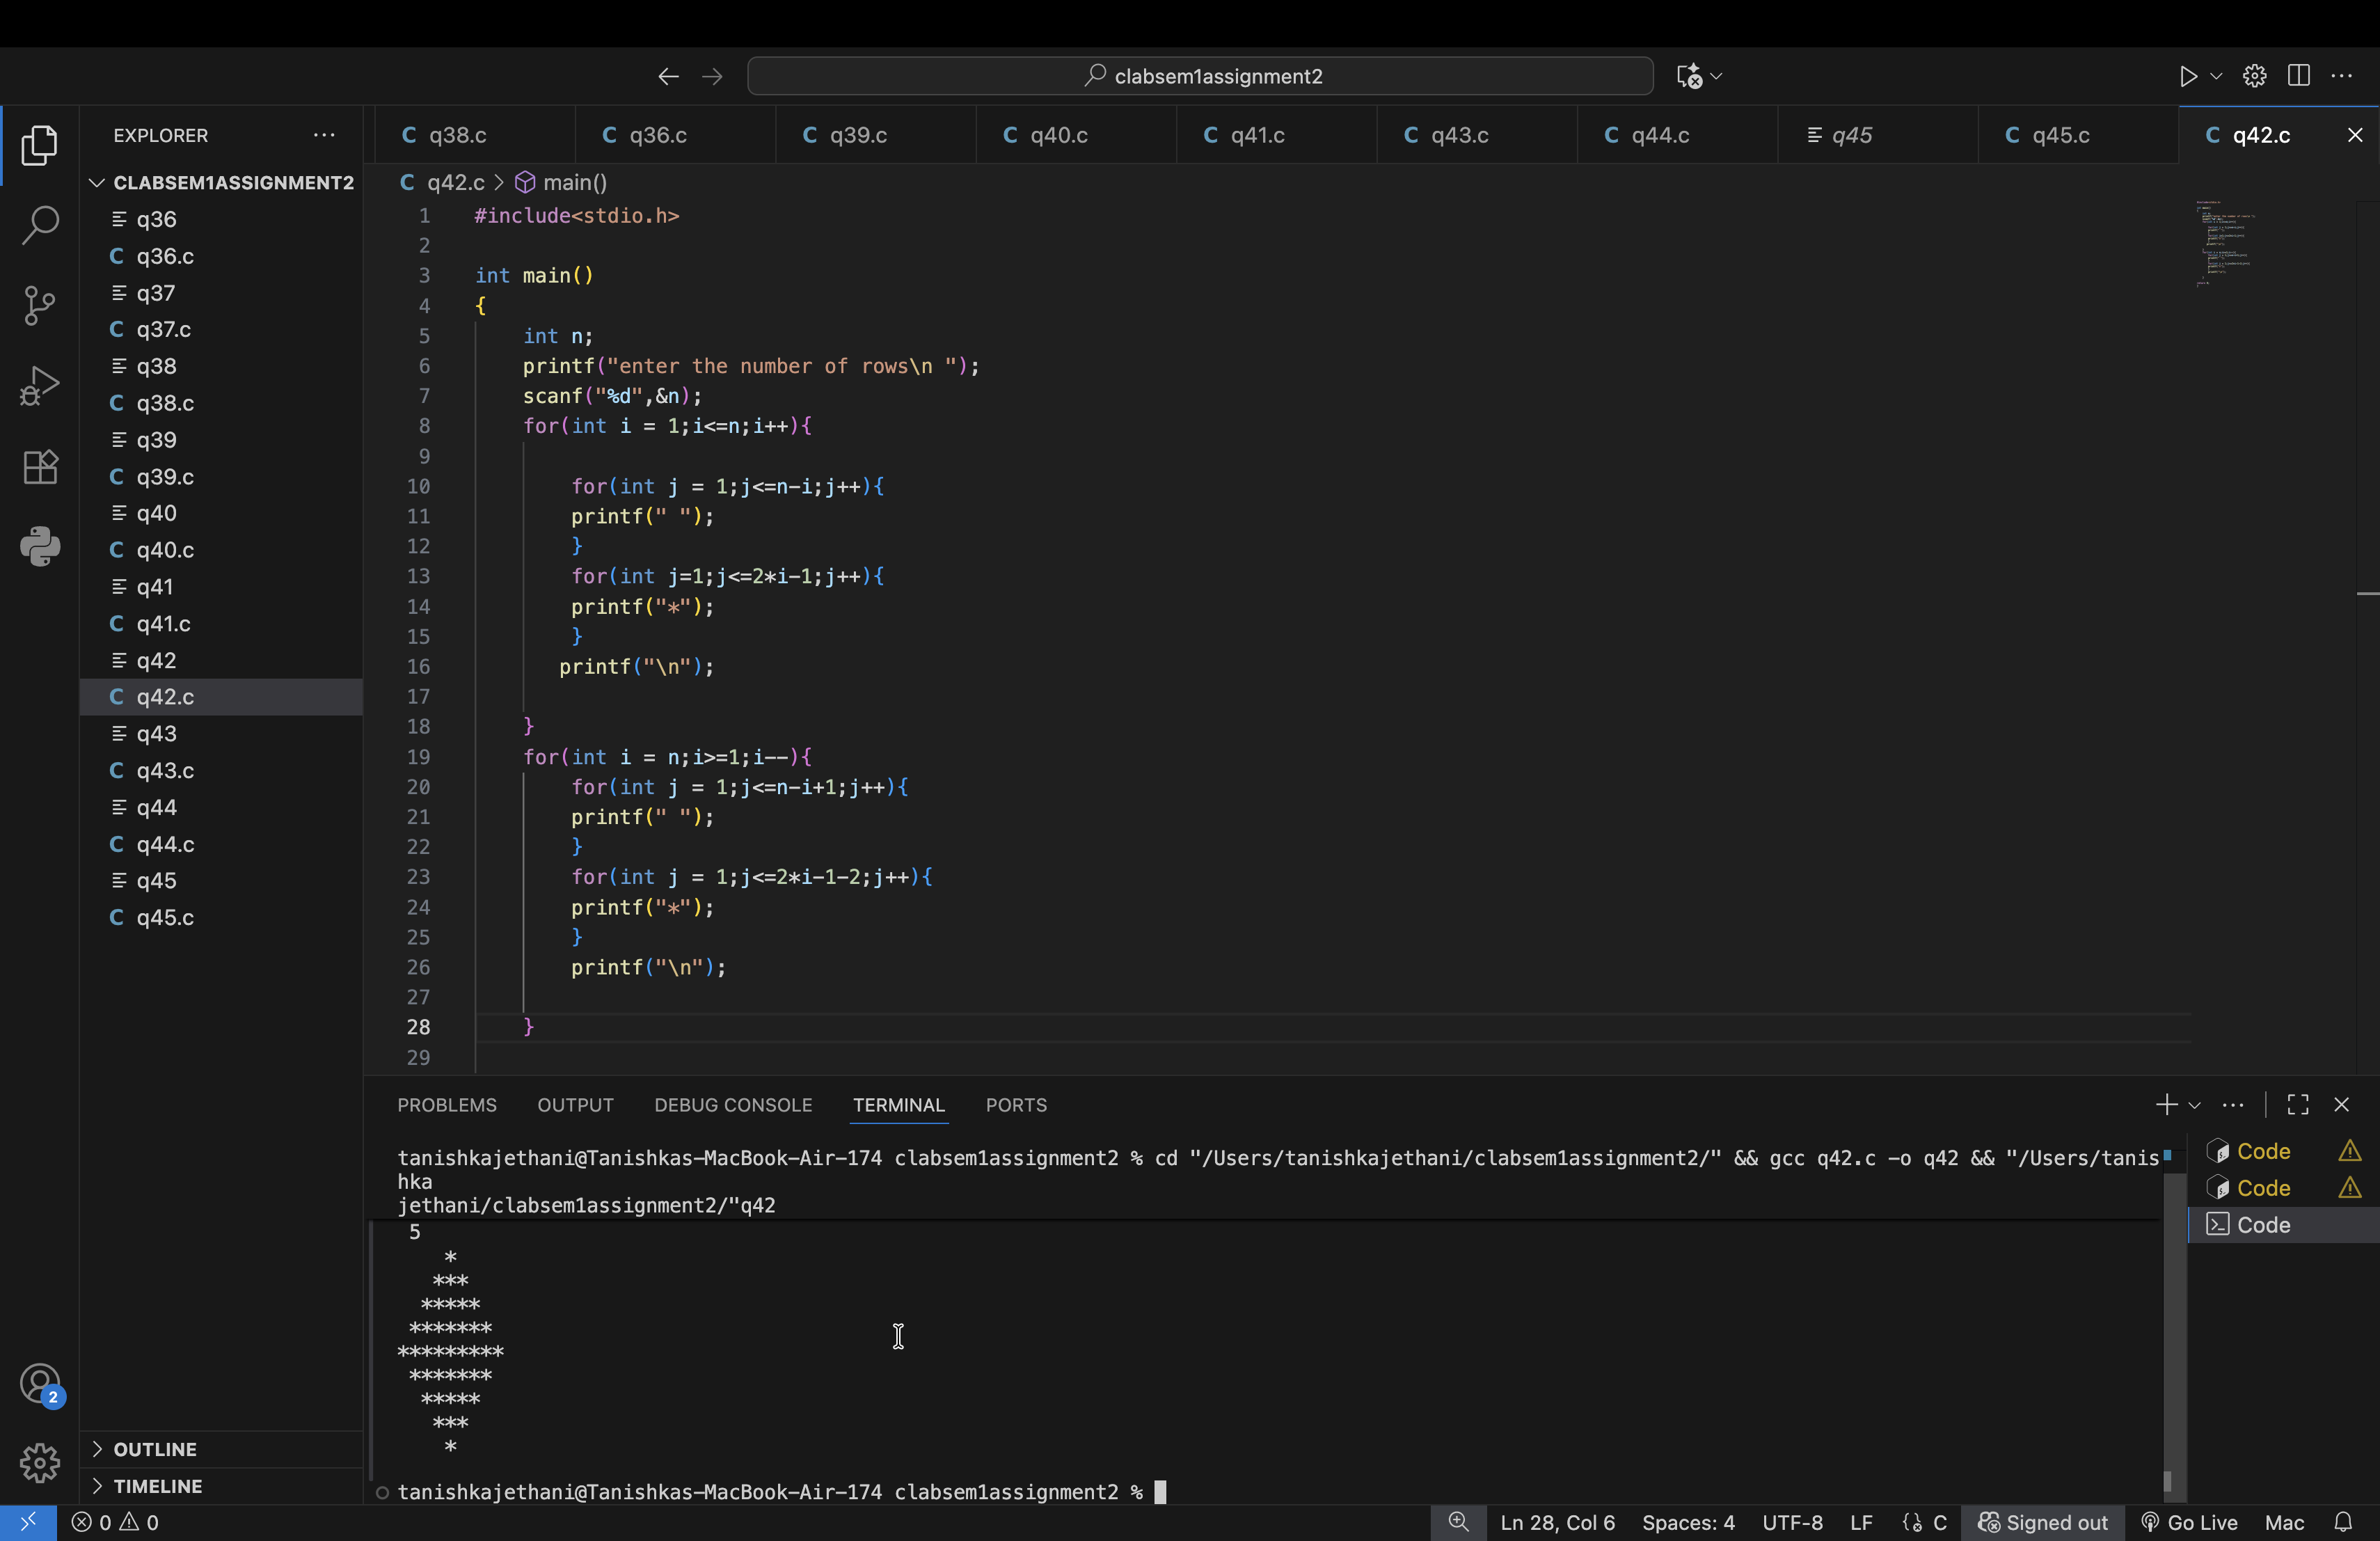 clabsem1assignment2
EXPLORER
C q38.c
C q36.c
C q39.c
C q40.c
C q41.c
C q43.c
C q44.c
q45
C q45.c
C q42.c
CLABSEM1ASSIGNMENT2
q36
C q36.c
q37
C q37.c
q38
C q38.c
q39
C q39.c
q40
C q40.c
q41
C q41.c
q42
C q42.c
q43
C q43.c
q44
C q44.c
q45
C q45.c
OUTLINE
TIMELINE
C q42.c > main()
1 #include<stdio.h>
2
3 int main()
4 {
5     int n;
6     printf("enter the number of rows\n ");
7     scanf("%d",&n);
8     for(int i = 1;i<=n;i++){
9
10         for(int j = 1;j<=n-i;j++){
11         printf(" ");
12         }
13         for(int j=1;j<=2*i-1;j++){
14         printf("*");
15         }
16        printf("\n");
17
18     }
19     for(int i = n;i>=1;i--){
20         for(int j = 1;j<=n-i+1;j++){
21         printf(" ");
22         }
23         for(int j = 1;j<=2*i-1-2;j++){
24         printf("*");
25         }
26         printf("\n");
27
28     }
29
PROBLEMS OUTPUT DEBUG CONSOLE TERMINAL PORTS
tanishkajethani@Tanishkas-MacBook-Air-174 clabsem1assignment2 % cd "/Users/tanishkajethani/clabsem1assignment2/" && gcc q42.c -o q42 && "/Users/tanis
hka
jethani/clabsem1assignment2/"q42
 5
    *
   ***
  *****
 *******
*********
 *******
  *****
   ***
    *
tanishkajethani@Tanishkas-MacBook-Air-174 clabsem1assignment2 %
Code
Code
Code
2
0 0
Ln 28, Col 6 Spaces: 4 UTF-8 LF C Signed out Go Live Mac